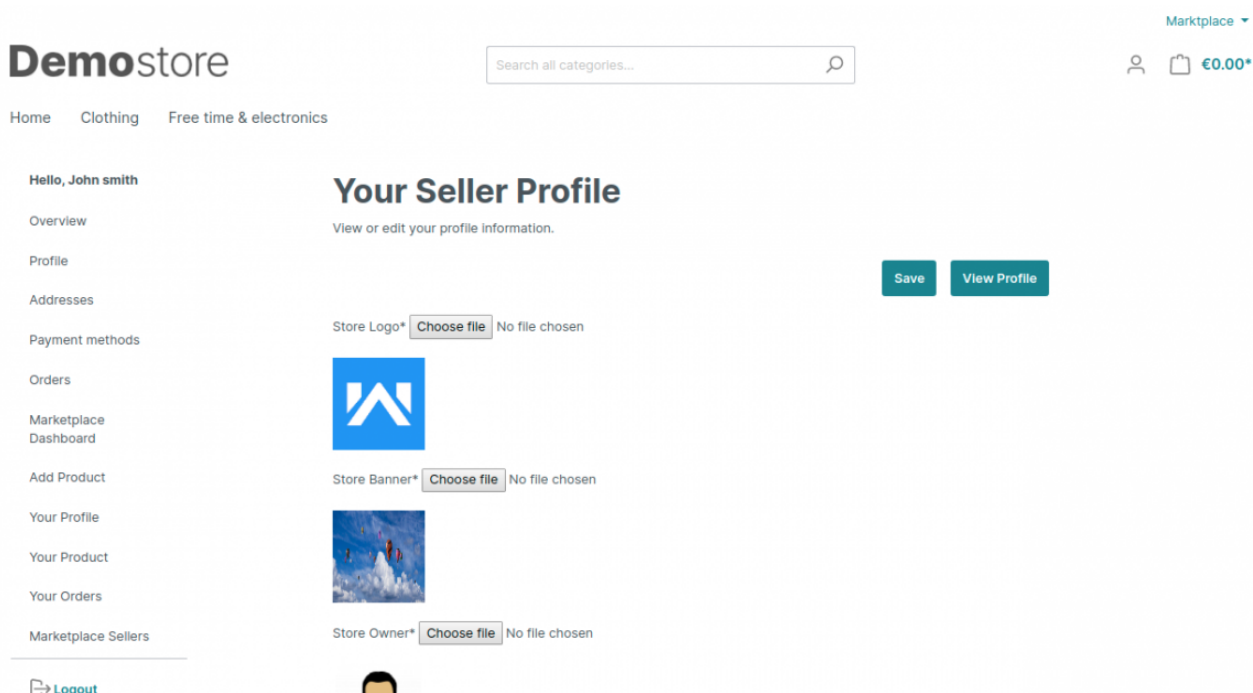 Marktplace
Demostore
Search all categories...
€0.00*
Home Clothing Free time & electronics
Hello, John smith
Overview
Profile
Addresses
Payment methods
Orders
Marketplace
Dashboard
Add Product
Your Profile
Your Product
Your Orders
Marketplace Sellers
Logout
Your Seller Profile
View or edit your profile information.
Save View Profile
Store Logo* Choose file No file chosen
Store Banner* Choose file No file chosen
Store Owner* Choose file No file chosen